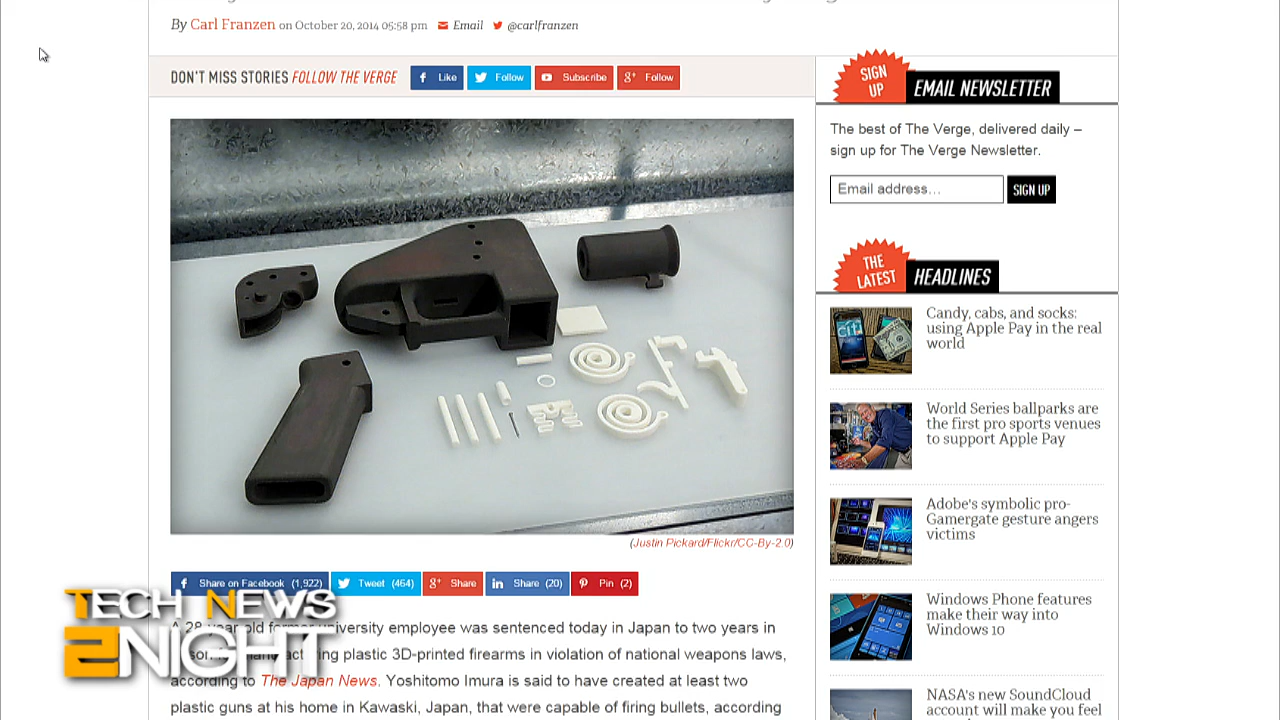 By Carl Franzen on October 20, 2014 05:58 pm Email @carlfranzen
DON'T MISS STORIES FOLLOW THE VERGE Like Follow Subscribe Follow
SIGN
UP
EMAIL NEWSLETTER
The best of The Verge, delivered daily –
sign up for The Verge Newsletter.
Email address…
SIGN UP
THE
LATEST
HEADLINES
Candy, cabs, and socks:
using Apple Pay in the real
world
World Series ballparks are
the first pro sports venues
to support Apple Pay
Adobe's symbolic pro-
Gamergate gesture angers
victims
Windows Phone features
make their way into
Windows 10
NASA's new SoundCloud
account will make you feel
(Justin Pickard/Flickr/CC-By-2.0)
Share on Facebook (1,922) Tweet (464) Share Share (20) Pin (2)
A 28-year-old former university employee was sentenced today in Japan to two years in
plastic 3D-printed firearms in violation of national weapons laws,
according to The Japan News. Yoshitomo Imura is said to have created at least two
plastic guns at his home in Kawaski, Japan, that were capable of firing bullets, according
TECH NEWS
2NIGHT